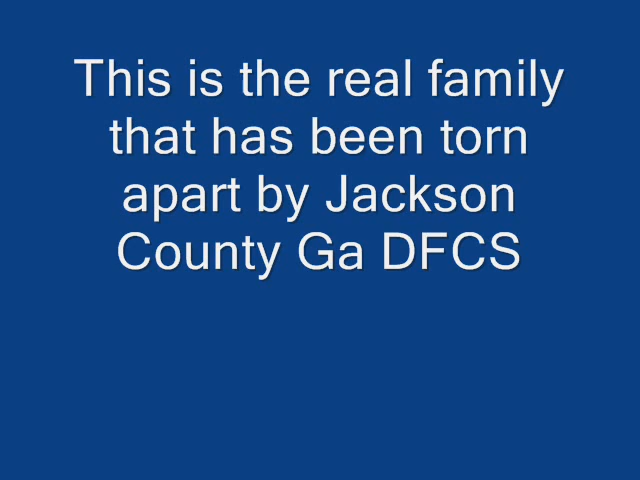 This is the real family
that has been torn
apart by Jackson
County Ga DFCS